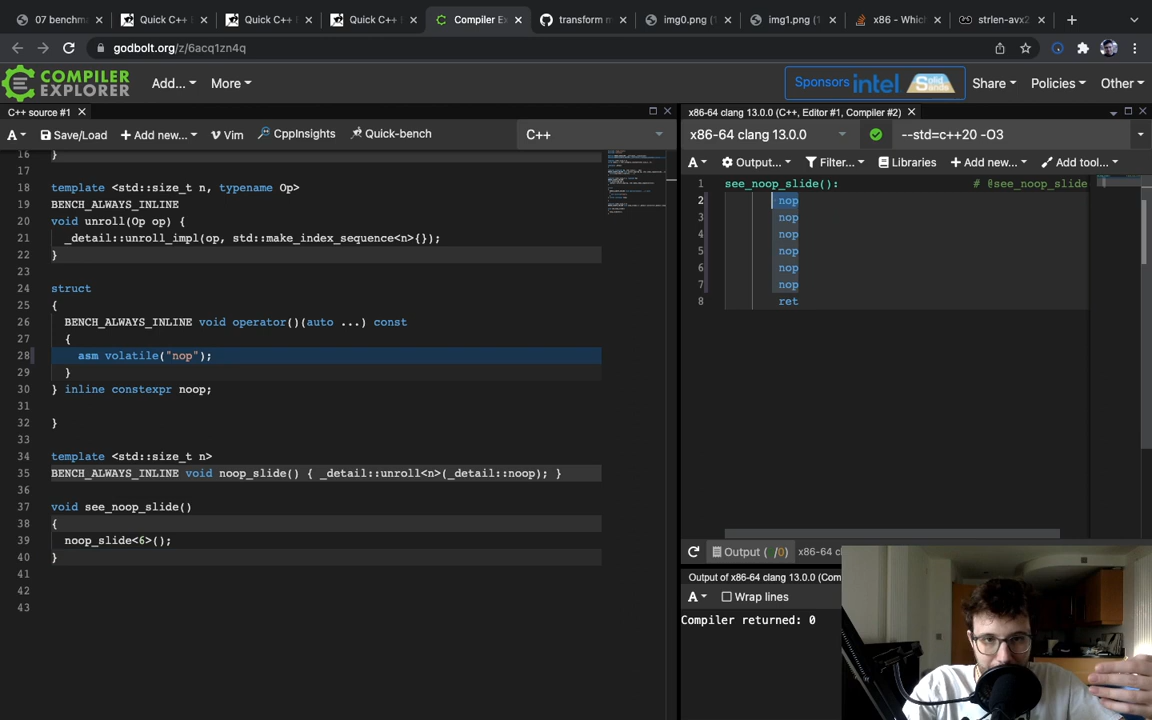 07 benchma
Quick C++ E
Quick C++ I
Quick C++ E
Compiler Ex
transform m
img0.png (
img1.png (
x86 - Whic
strlen-avx2
godbolt.org/z/6acq1zn4q
COMPILER
EXPLORER
Add...
More
Sponsors intel Solid Sands
Share
Policies
Other
C++ source #1
A
Save/Load
+ Add new...
Vim
CppInsights
Quick-bench
C++
16 }
17
18 template <std::size_t n, typename Op>
19 BENCH_ALWAYS_INLINE
20 void unroll(Op op) {
21 _detail::unroll_impl(op, std::make_index_sequence<n>{});
22 }
23
24 struct
25 {
26 BENCH_ALWAYS_INLINE void operator()(auto ...) const
27 {
28 asm volatile("nop");
29 }
30 } inline constexpr noop;
31
32 }
33
34 template <std::size_t n>
35 BENCH_ALWAYS_INLINE void noop_slide() { _detail::unroll<n>(_detail::noop); }
36
37 void see_noop_slide()
38 {
39 noop_slide<6>();
40 }
41
42
43
x86-64 clang 13.0.0 (C++, Editor #1, Compiler #2)
x86-64 clang 13.0.0
--std=c++20 -O3
A
Output...
Filter...
Libraries
+ Add new...
Add tool...
1 see_noop_slide(): # @see_noop_slide
2 nop
3 nop
4 nop
5 nop
6 nop
7 nop
8 ret
Output ( /0) x86-64 cl
Output of x86-64 clang 13.0.0 (Com
A
Wrap lines
Compiler returned: 0